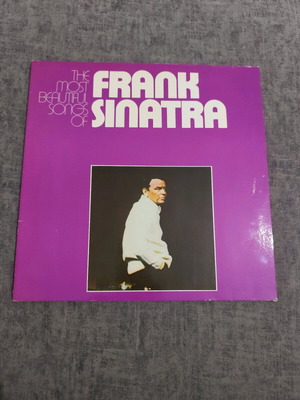 THE
MOST
BEAUTIFUL
SONGS
OF
FRANK
SINATRA